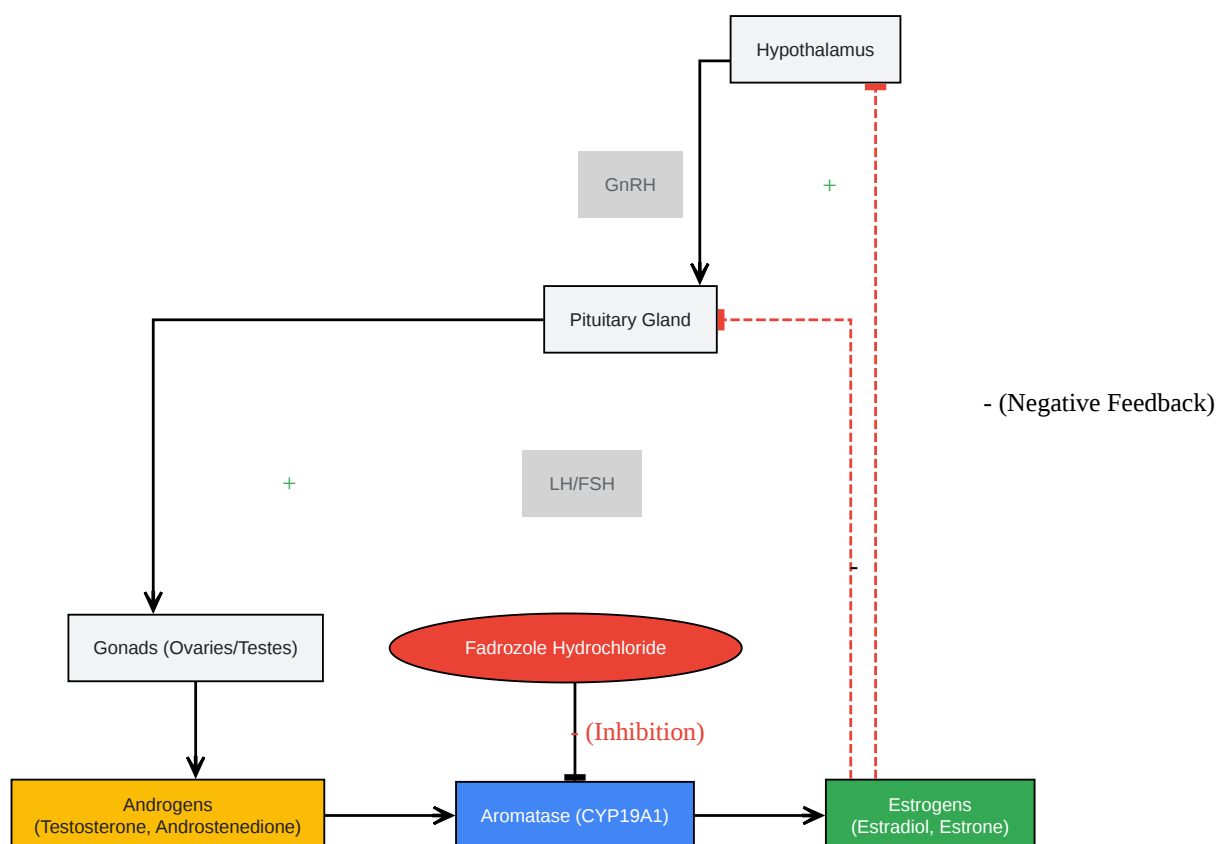 Hypothalamus
GnRH
+
Pituitary Gland
- (Negative Feedback)
+
LH/FSH
-
Gonads (Ovaries/Testes)
Fadrozole Hydrochloride
- (Inhibition)
Androgens
(Testosterone, Androstenedione)
Aromatase (CYP19A1)
Estrogens
(Estradiol, Estrone)